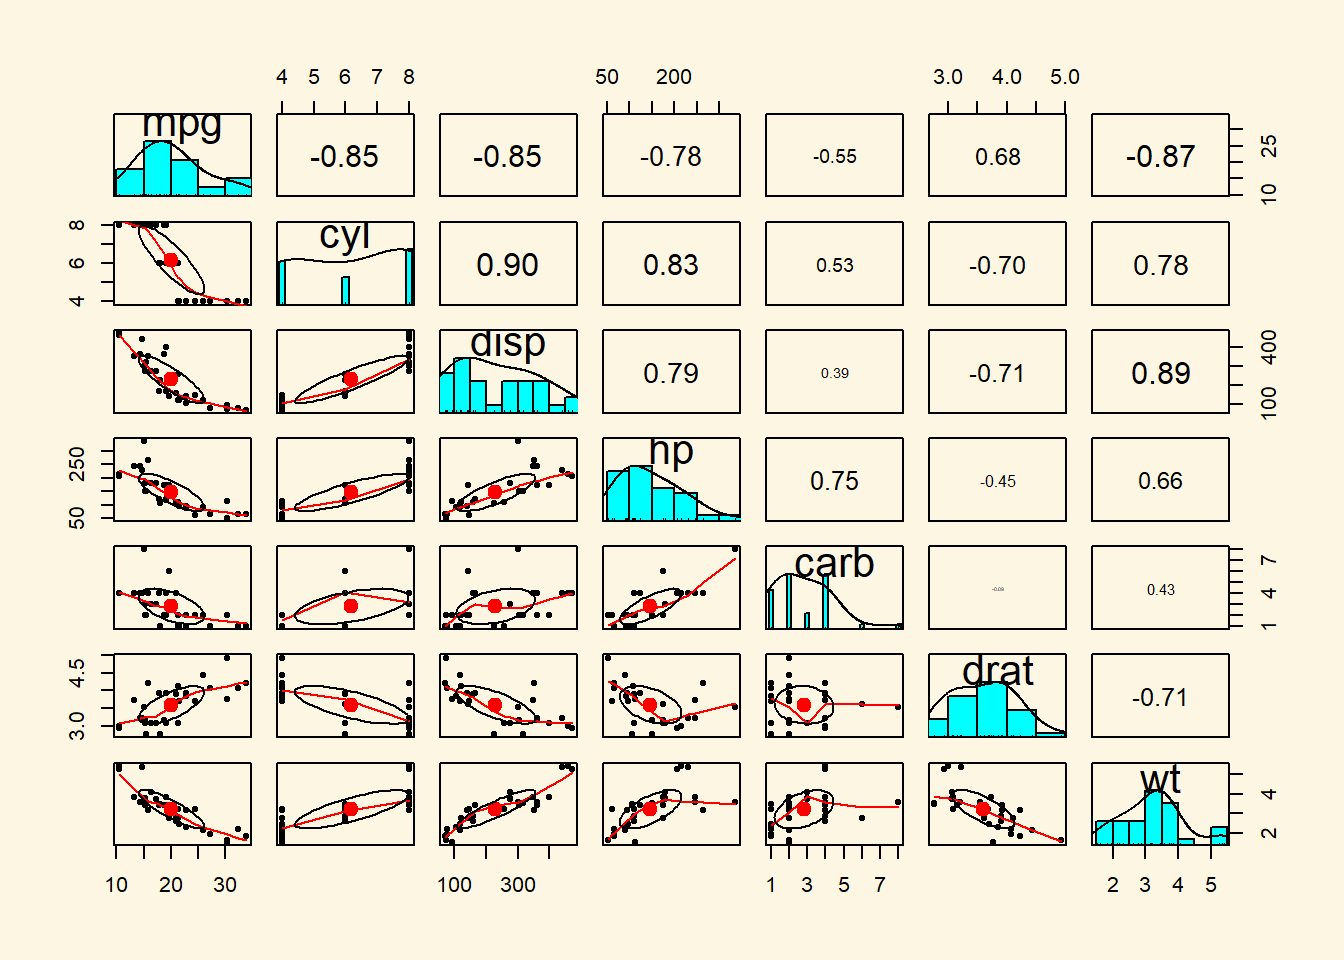 4 5 6 7 8 50 200 3.0 4.0 5.0
mpg -0.85 -0.85 -0.78 -0.55 0.68 -0.87 10 25
4 6 8 cyl 0.90 0.83 0.53 -0.70 0.78
disp 0.79 0.39 -0.71 0.89 100 400
50 250 hp 0.75 -0.45 0.66
carb -0.09 0.43 1 4 7
3.0 4.5 drat -0.71
wt 2 4
10 20 30 100 300 1 3 5 7 2 3 4 5